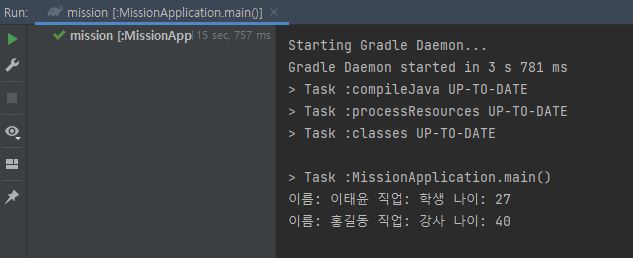 Run: mission [:MissionApplication.main()]
mission [:MissionAppl 15 sec, 757 ms
Starting Gradle Daemon...
Gradle Daemon started in 3 s 781 ms
> Task :compileJava UP-TO-DATE
> Task :processResources UP-TO-DATE
> Task :classes UP-TO-DATE
> Task :MissionApplication.main()
이름: 이태윤 직업: 학생 나이: 27
이름: 홍길동 직업: 강사 나이: 40